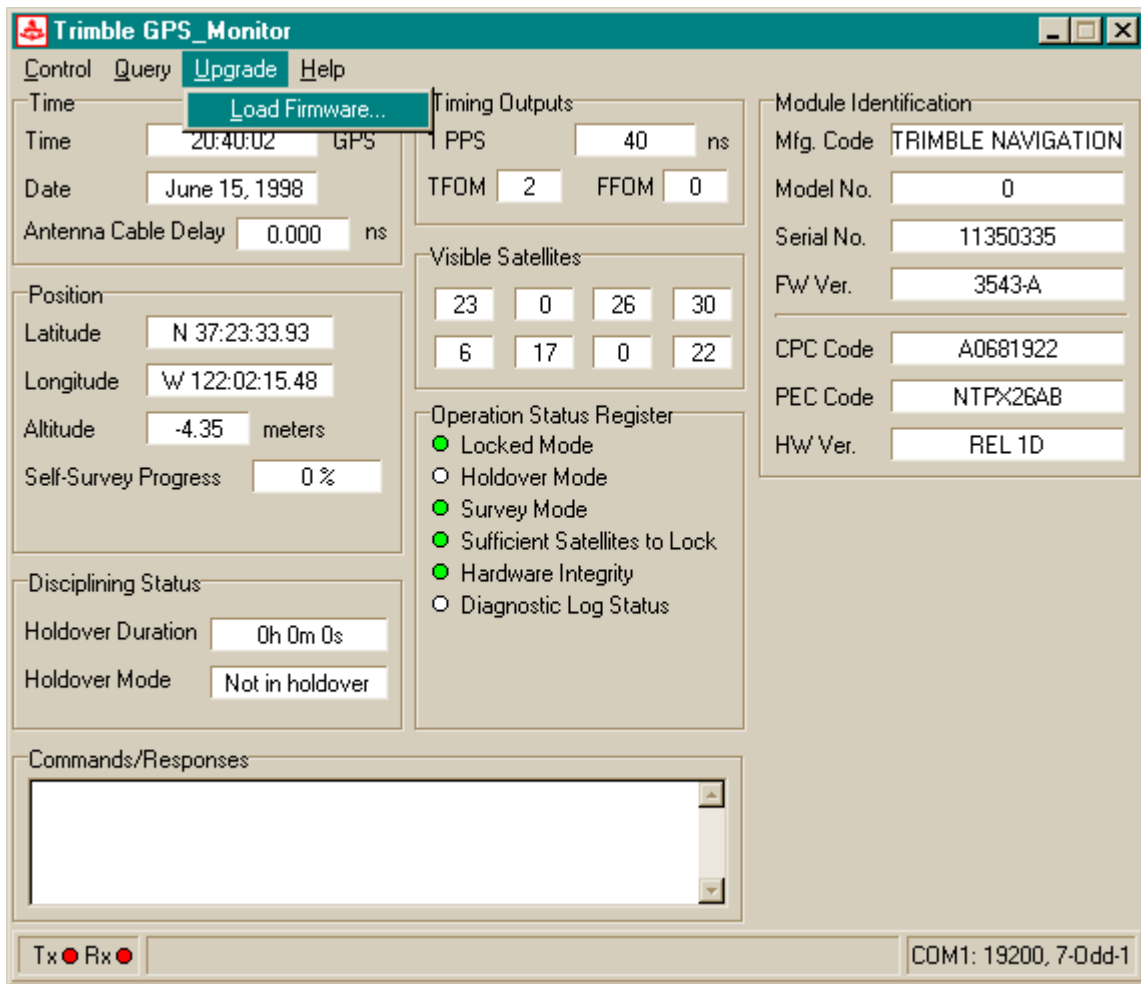 Trimble GPS_Monitor
Control Query Upgrade Help
Load Firmware...
Time
Time 20:40:02 GPS
Date June 15, 1998
Antenna Cable Delay 0.000 ns
Position
Latitude N 37:23:33.93
Longitude W 122:02:15.48
Altitude -4.35 meters
Self-Survey Progress 0 %
Disciplining Status
Holdover Duration 0h 0m 0s
Holdover Mode Not in holdover
Timing Outputs
1 PPS 40 ns
TFOM 2 FFOM 0
Visible Satellites
23 0 26 30
6 17 0 22
Operation Status Register
Locked Mode
Holdover Mode
Survey Mode
Sufficient Satellites to Lock
Hardware Integrity
Diagnostic Log Status
Module Identification
Mfg. Code TRIMBLE NAVIGATION
Model No. 0
Serial No. 11350335
FW Ver. 3543-A
CPC Code A0681922
PEC Code NTPX26AB
HW Ver. REL 1D
Commands/Responses
Tx Rx COM1: 19200, 7-Odd-1